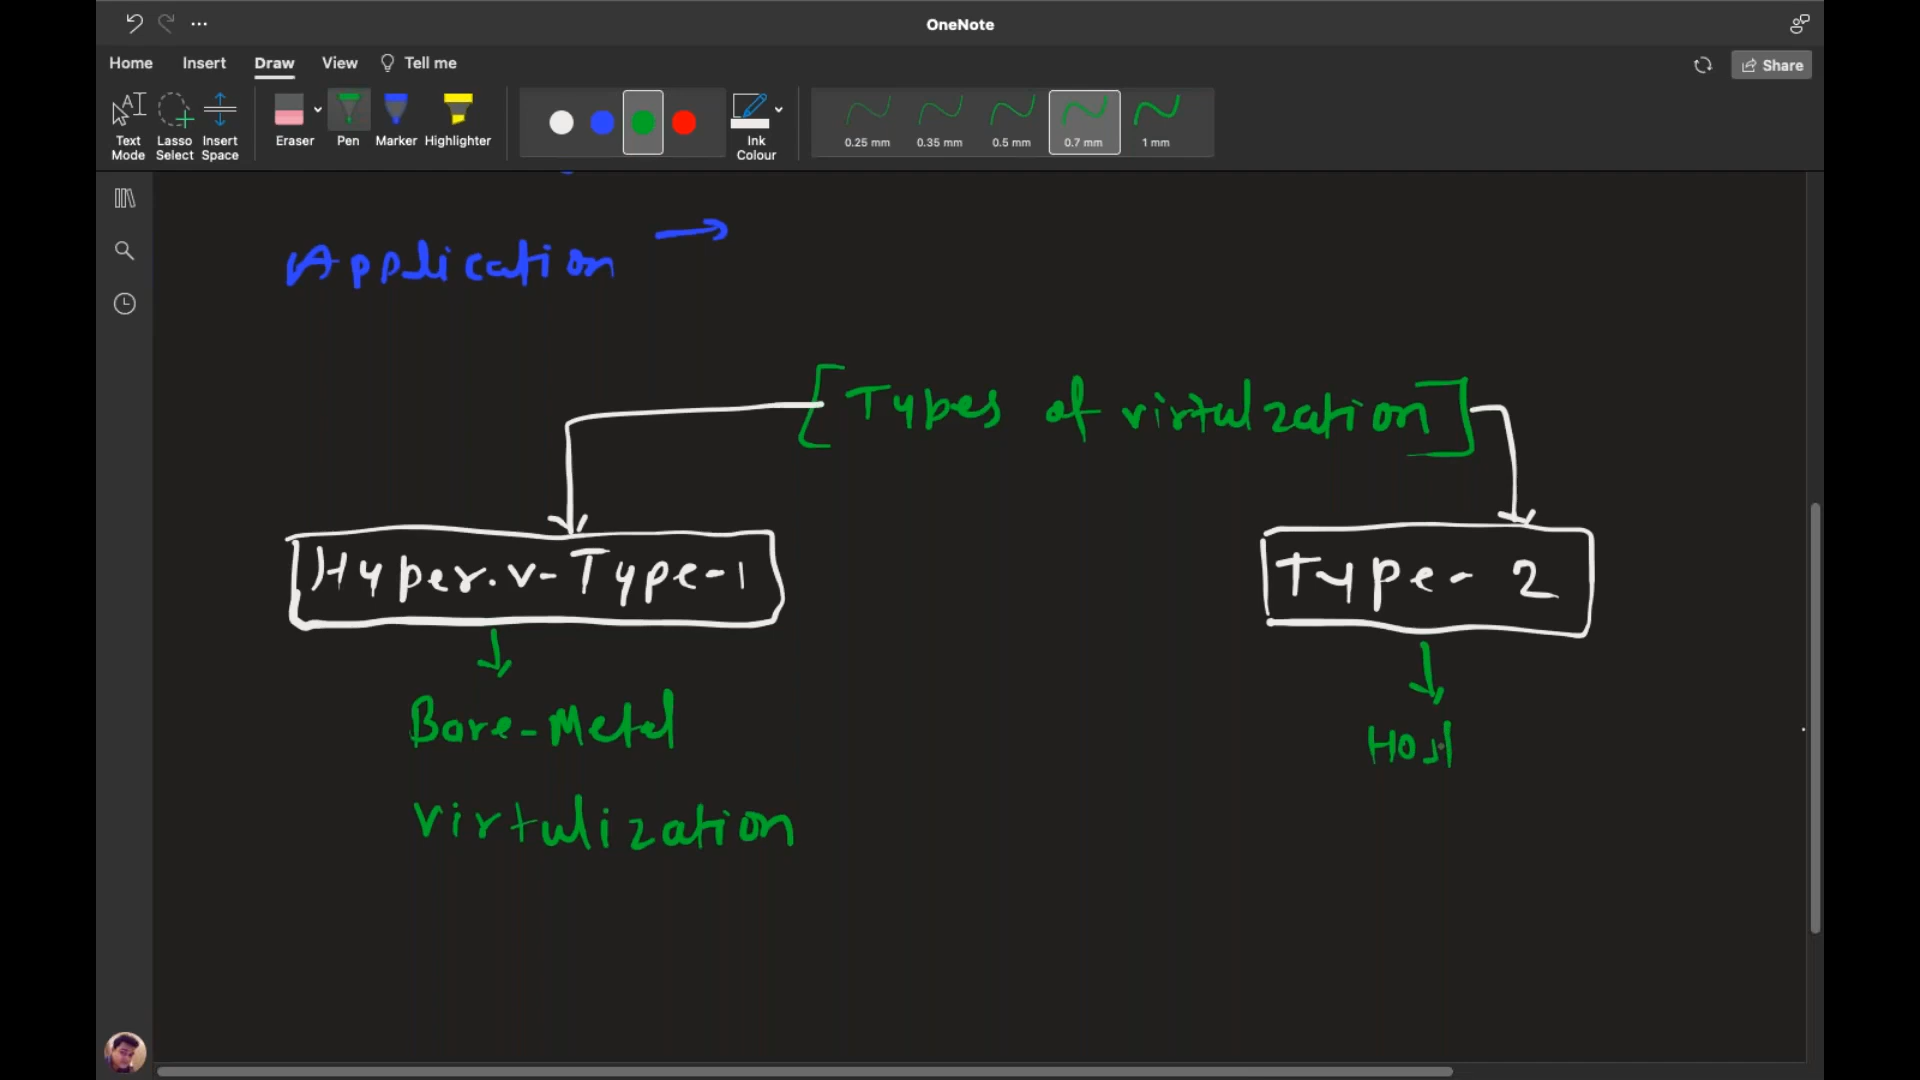 OneNote
Home Insert Draw View Tell me
Share
Text Mode
Lasso Select
Insert Space
Eraser
Pen
Marker
Highlighter
Ink Colour
0.25 mm
0.35 mm
0.5 mm
0.7 mm
1 mm
Application →
[Types of virtulzation]
Hyper.v-Type-1
Type-2
Bare-Metal
Virtulization
Host